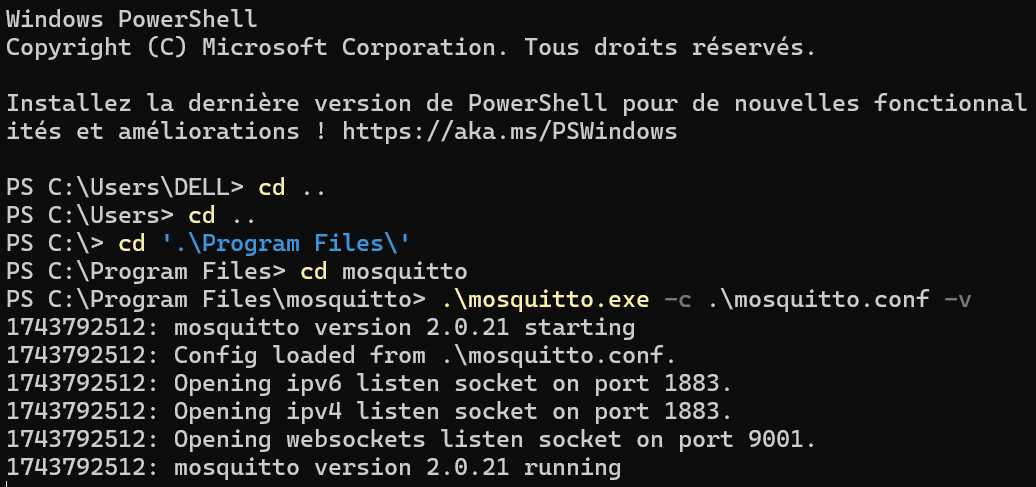 Windows PowerShell
Copyright (C) Microsoft Corporation. Tous droits réservés.
Installez la dernière version de PowerShell pour de nouvelles fonctionnal
ités et améliorations ! https://aka.ms/PSWindows
PS C:\Users\DELL> cd ..
PS C:\Users> cd ..
PS C:\> cd '.\Program Files\'
PS C:\Program Files> cd mosquitto
PS C:\Program Files\mosquitto> .\mosquitto.exe -c .\mosquitto.conf -v
1743792512: mosquitto version 2.0.21 starting
1743792512: Config loaded from .\mosquitto.conf.
1743792512: Opening ipv6 listen socket on port 1883.
1743792512: Opening ipv4 listen socket on port 1883.
1743792512: Opening websockets listen socket on port 9001.
1743792512: mosquitto version 2.0.21 running